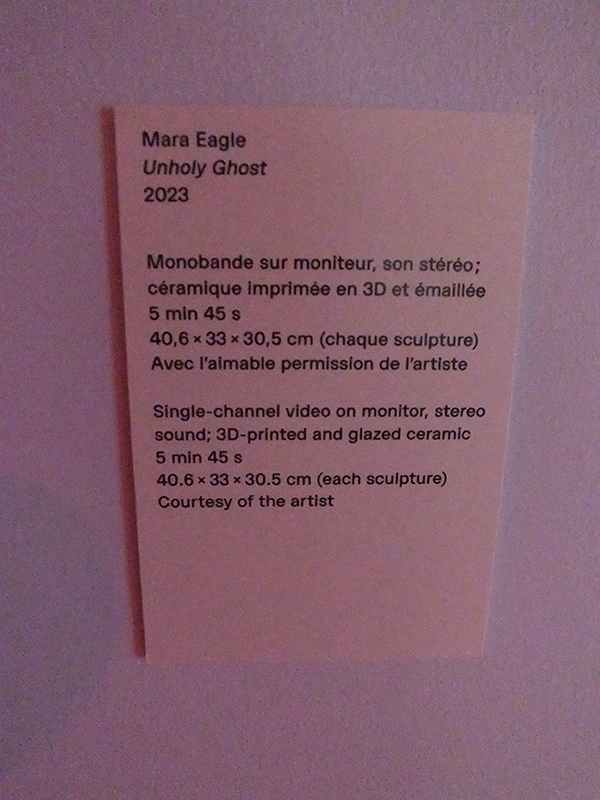 Mara Eagle
Unholy Ghost
2023
Monobande sur moniteur, son stéréo;
céramique imprimée en 3D et émaillée
5 min 45 s
40,6 × 33 × 30,5 cm (chaque sculpture)
Avec l'aimable permission de l'artiste
Single-channel video on monitor, stereo
sound; 3D-printed and glazed ceramic
5 min 45 s
40.6 × 33 × 30.5 cm (each sculpture)
Courtesy of the artist